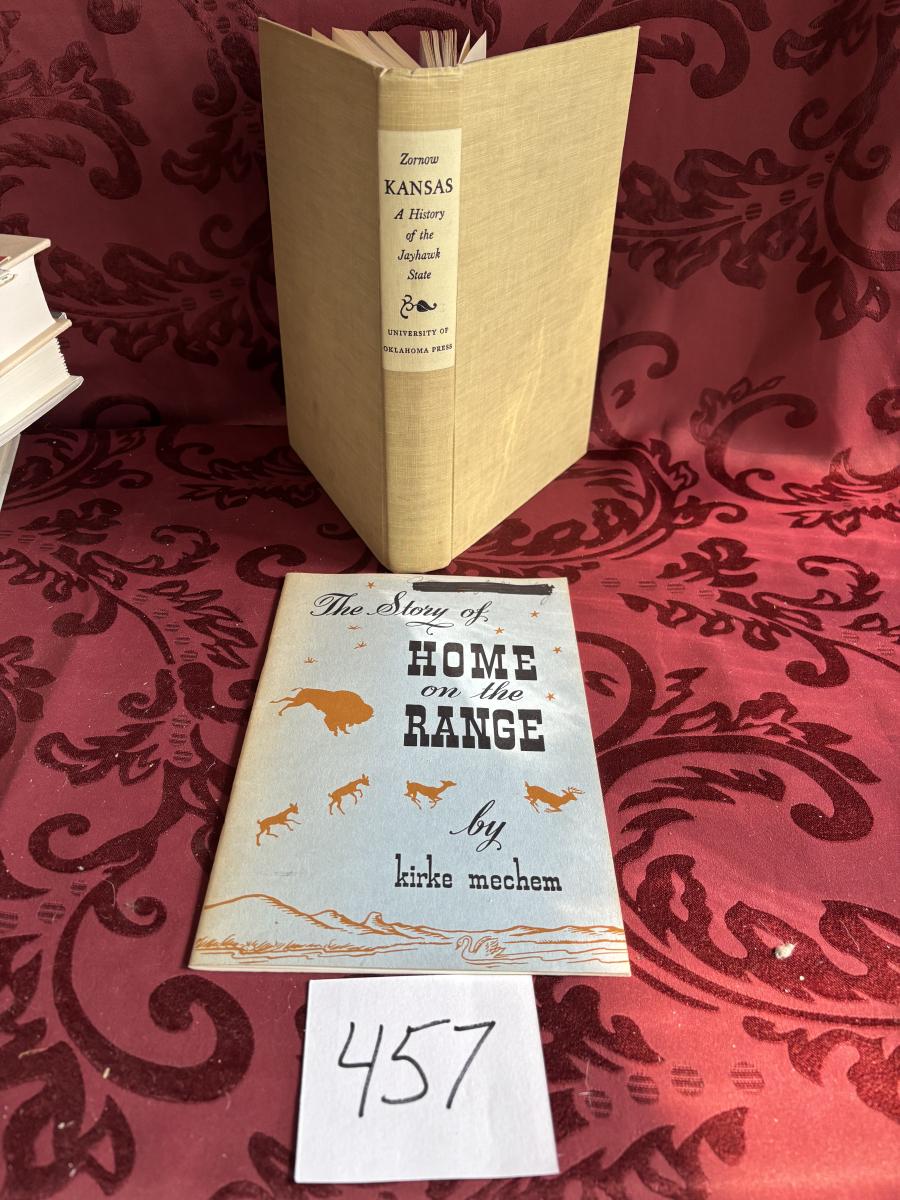 Zornow
KANSAS
A History
of the
Jayhawk
State
UNIVERSITY OF
OKLAHOMA PRESS
The Story of
HOME
on the
RANGE
by
kirke mechem
457